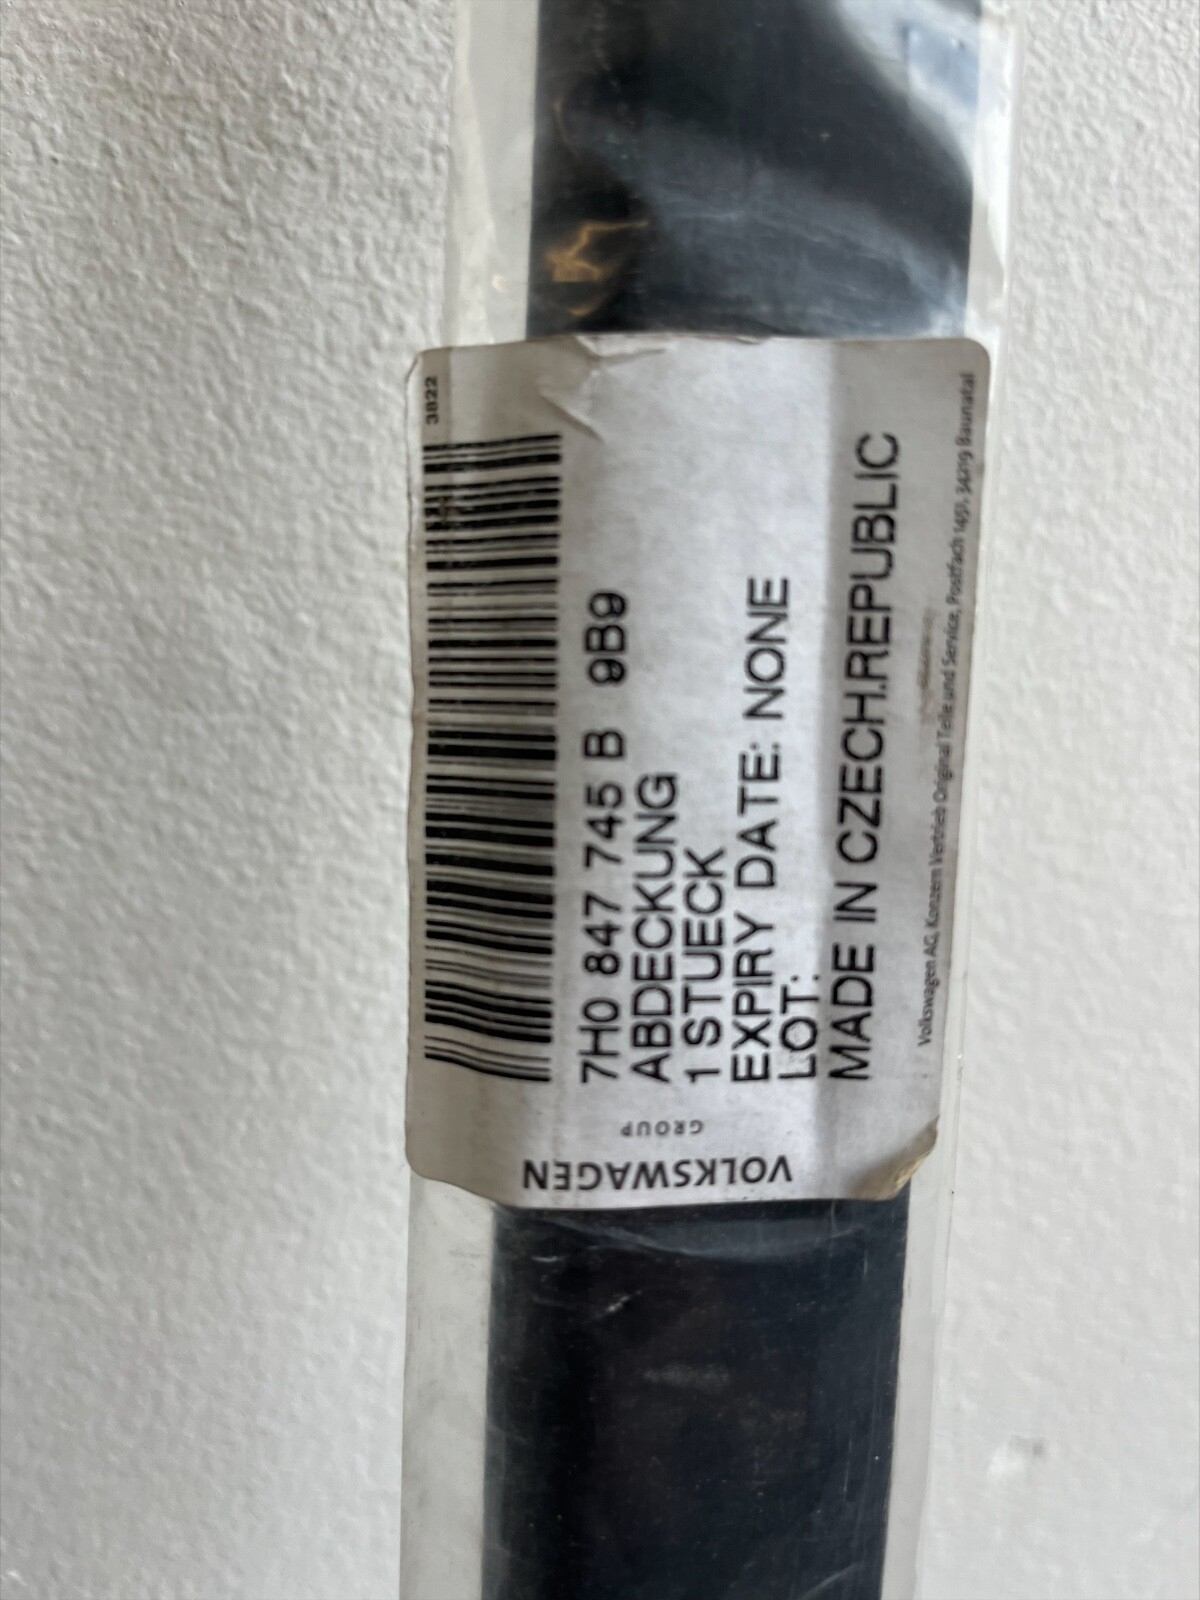 3822
7H0 847 745 B 9B9
ABDECKUNG
1 STUECK
EXPIRY DATE: NONE
LOT:
MADE IN CZECH.REPUBLIC
Volkswagen AG, Konzern Vertrieb Original Teile und Service, Postfach 1451, 34219 Baunatal
VOLKSWAGEN
GROUP